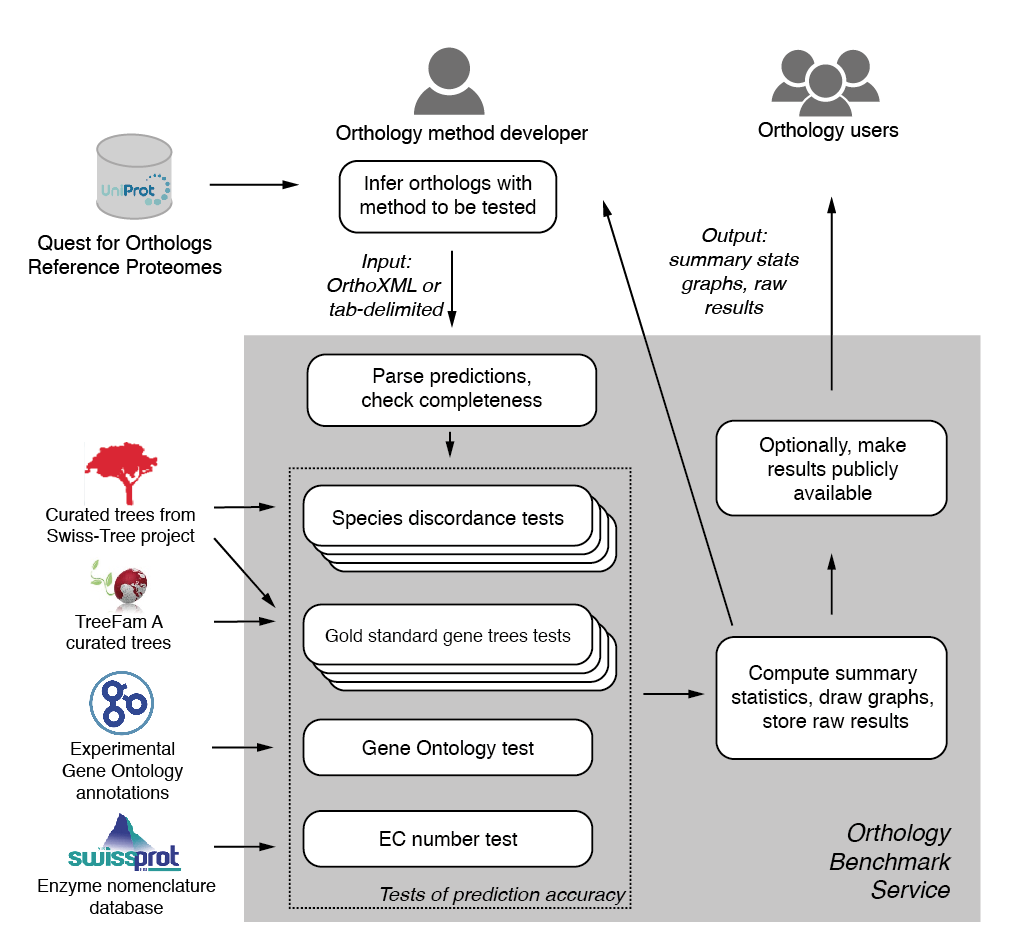 Orthology method developer
Orthology users
UniProt
Quest for Orthologs
Reference Proteomes
Infer orthologs with
method to be tested
Input:
OrthoXML or
tab-delimited
Output:
summary stats
graphs, raw
results
Parse predictions,
check completeness
Optionally, make
results publicly
available
Curated trees from
Swiss-Tree project
Species discordance tests
TreeFam A
curated trees
Gold standard gene trees tests
Compute summary
statistics, draw graphs,
store raw results
go
Experimental
Gene Ontology
annotations
Gene Ontology test
swissprot
Enzyme nomenclature
database
EC number test
Tests of prediction accuracy
Orthology
Benchmark
Service